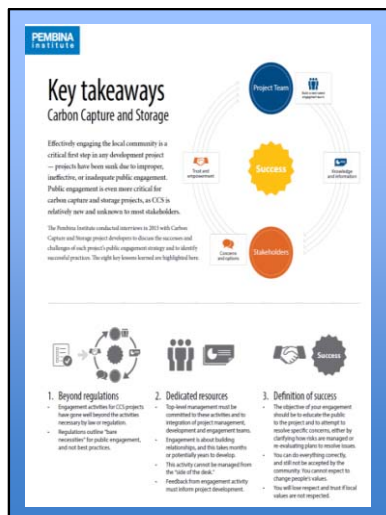 PEMBINA
institute
Key takeaways
Carbon Capture and Storage
Effectively engaging the local community is a
critical first step in any development project
— projects have been sunk due to improper,
ineffective, or inadequate public engagement.
Public engagement is even more critical for
carbon capture and storage projects, as CCS is
relatively new and unknown to most stakeholders.
The Pembina Institute conducted interviews in 2013 with Carbon
Capture and Storage project developers to discuss the successes and
challenges of each project's public engagement strategy and to identify
successful practices. The eight key lessons learned are highlighted here.
Project Team
Trust and
empowerment
Success
Knowledge
and information
Concerns
and options
Stakeholders
Success
1. Beyond regulations
- Engagement activities for CCS projects
have gone well beyond the activities
necessary by law or regulation.
- Regulations outline "bare
necessities" for public engagement,
and not best practices.
2. Dedicated resources
- Top-level management must be
committed to these activities and to
integration of project management,
development and engagement teams.
- Engagement is about building
relationships, and this takes months
or potentially years to develop.
- This activity cannot be managed from
the "side of the desk."
- Feedback from engagement activity
must inform project development.
3. Definition of success
- The objective of your engagement
should be to educate the public
to the project and to attempt to
resolve specific concerns, either by
clarifying how risks are managed or
re-evaluating plans to resolve issues.
- You can do everything correctly,
and still not be accepted by the
community. You cannot expect to
change people's values.
- You will lose respect and trust if local
values are not respected.